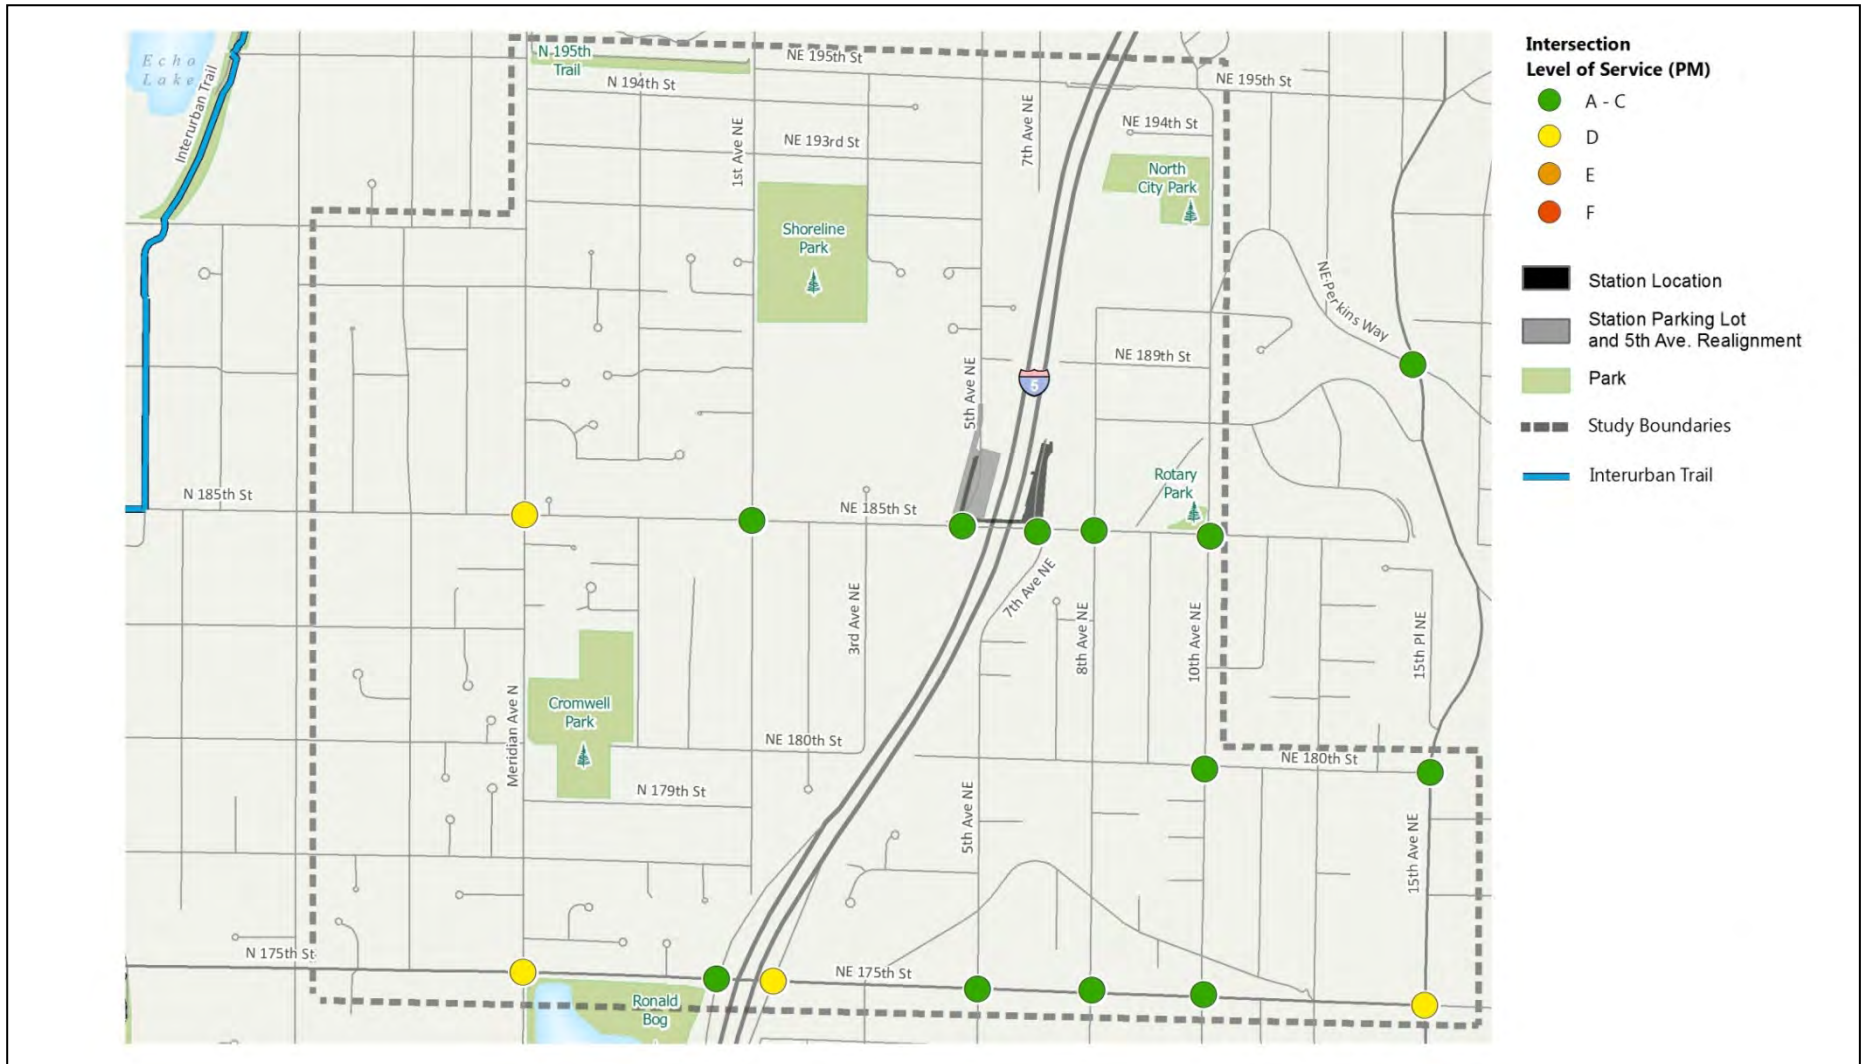 Echo
Lake
Interurban Trail
N 195th
Trail
N 194th St
NE 195th St
NE 195th St
1st Ave NE
NE 193rd St
7th Ave NE
NE 194th St
North
City Park
Shoreline
Park
NE Perkins Way
5th Ave NE
NE 189th St
5
N 185th St
NE 185th St
Rotary
Park
7th Ave NE
3rd Ave NE
8th Ave NE
10th Ave NE
15th Pl NE
Meridian Ave N
Cromwell
Park
NE 180th St
NE 180th St
N 179th St
5th Ave NE
15th Ave NE
N 175th St
NE 175th St
Ronald
Bog
Intersection
Level of Service (PM)
A - C
D
E
F
Station Location
Station Parking Lot
and 5th Ave. Realignment
Park
Study Boundaries
Interurban Trail